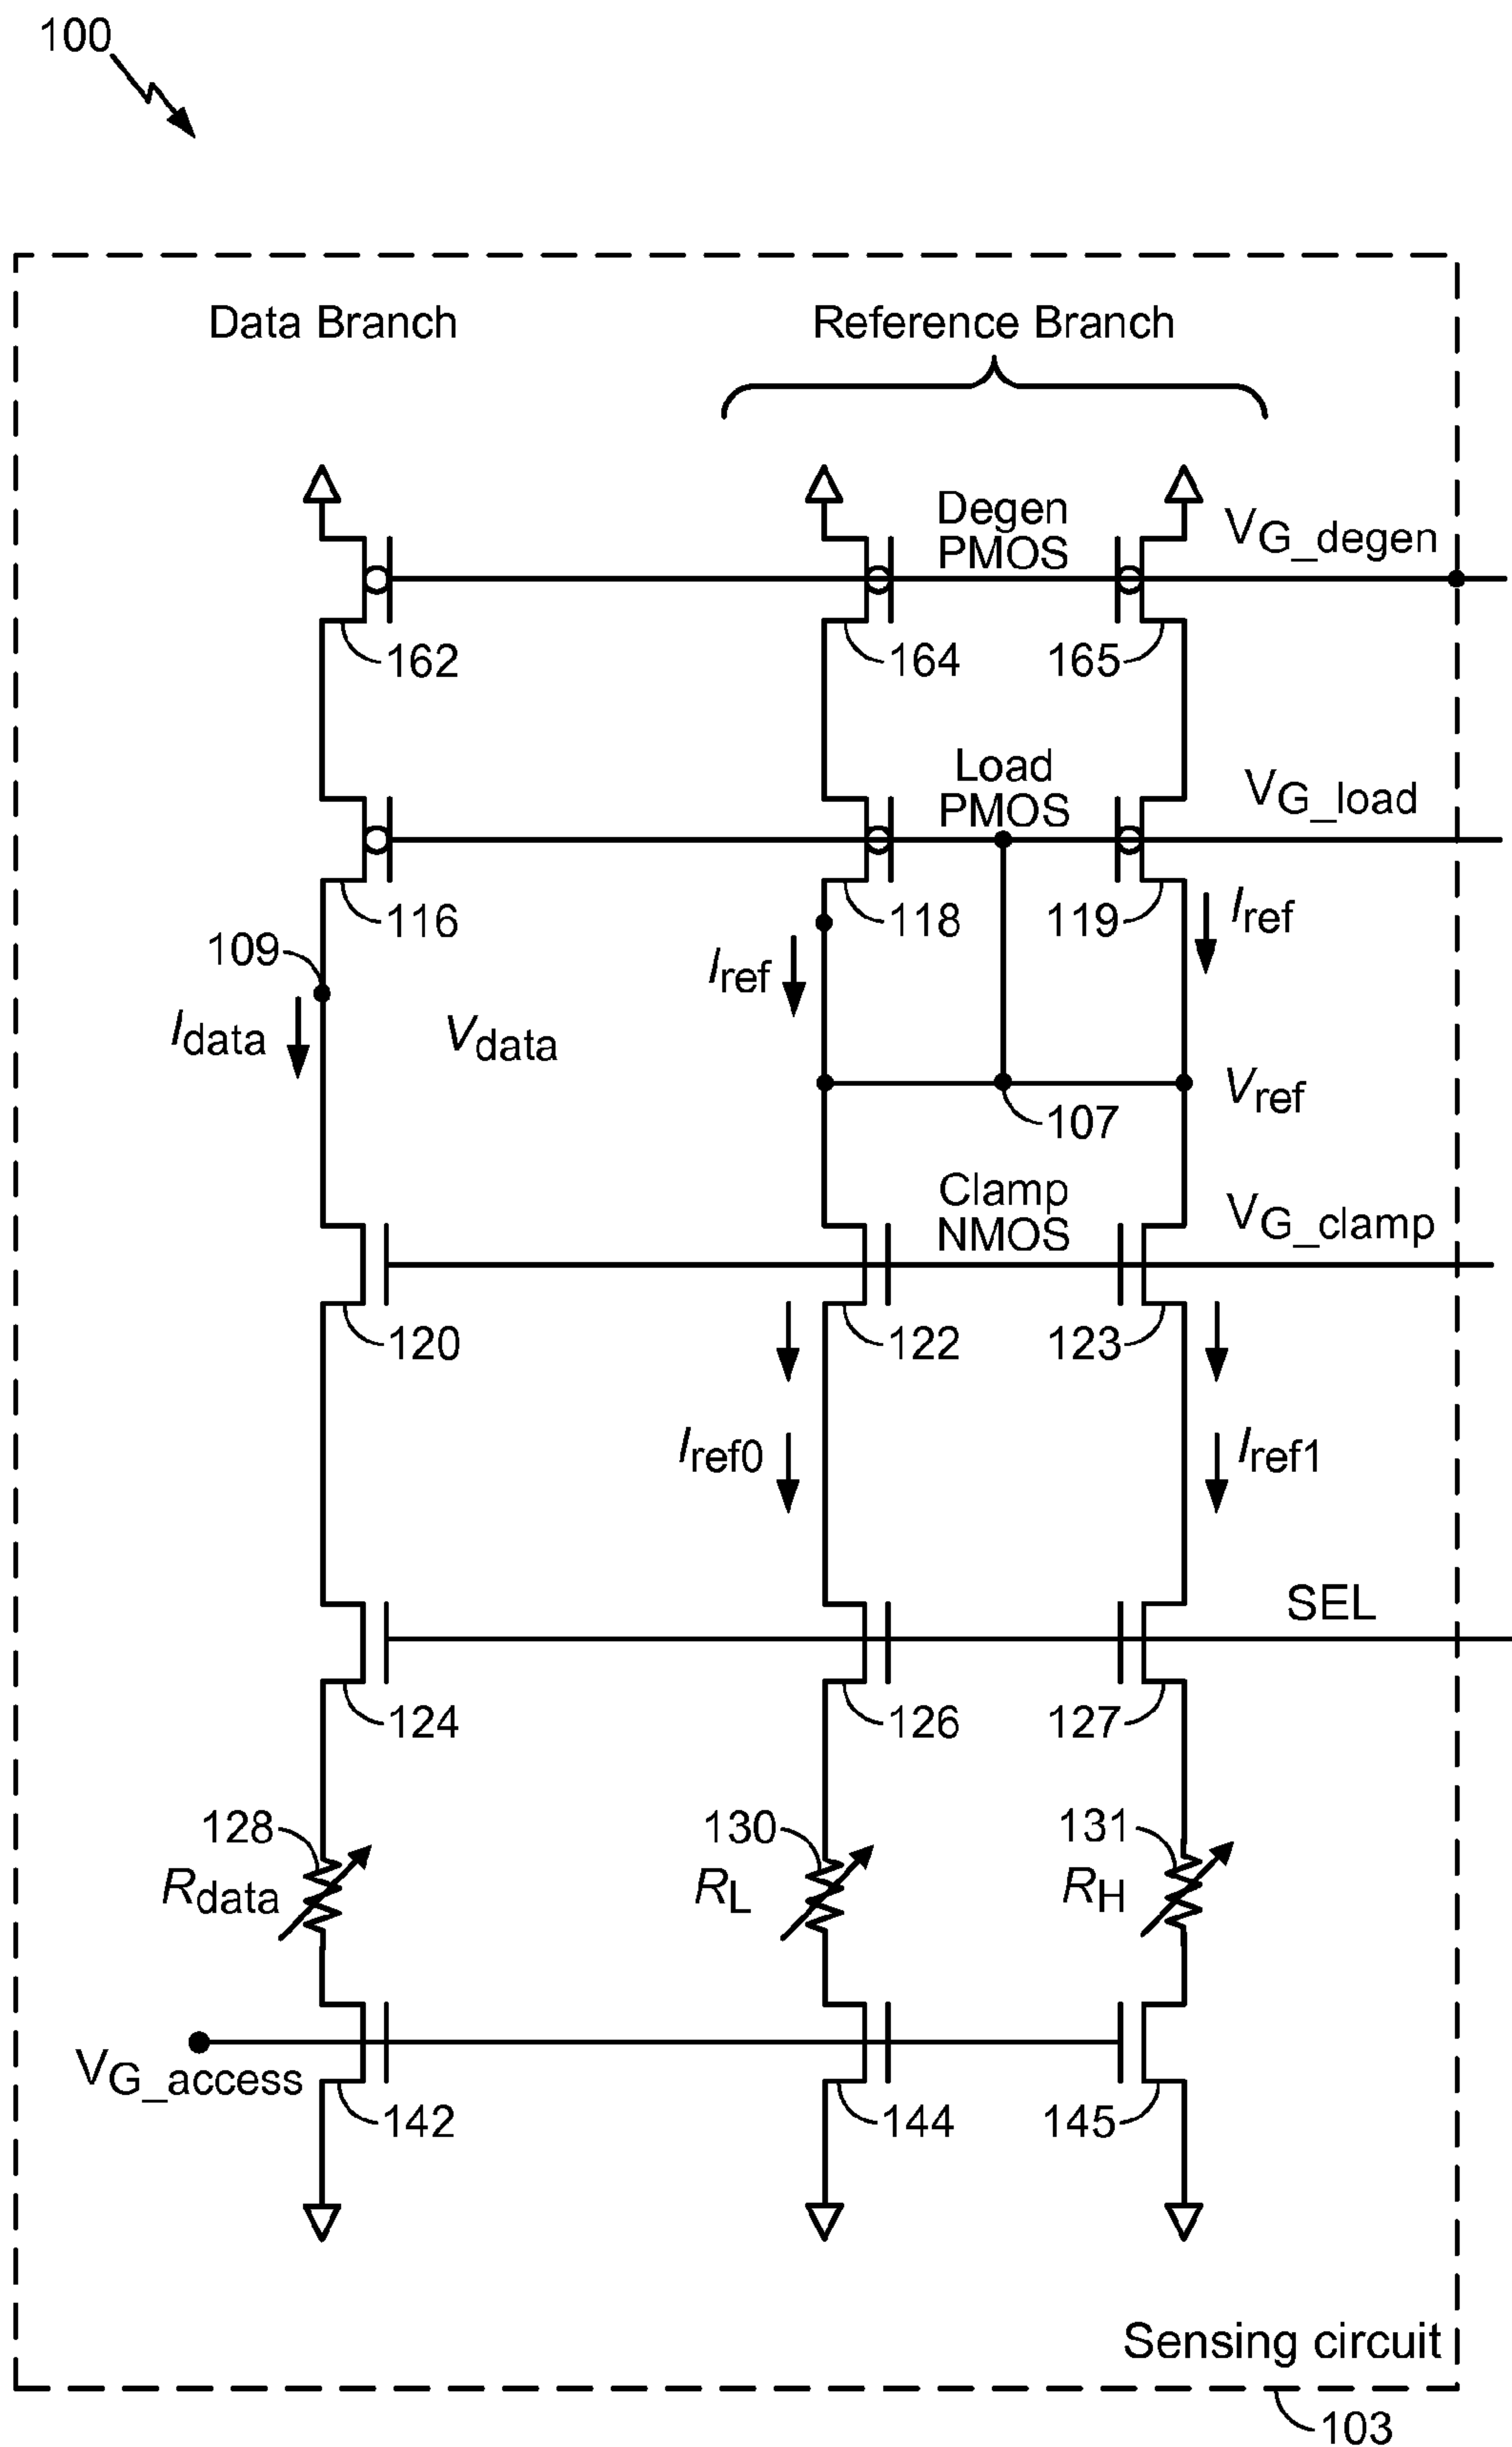 100
Data Branch
Reference Branch
Degen
PMOS
VG_degen
162
164
165
Load
PMOS
VG_load
116
118
119
109
Iref
Iref
Idata
Vdata
Vref
107
Clamp
NMOS
VG_clamp
120
122
123
Iref0
Iref1
SEL
124
126
127
128
130
131
Rdata
RL
RH
VG_access
142
144
145
Sensing circuit
103